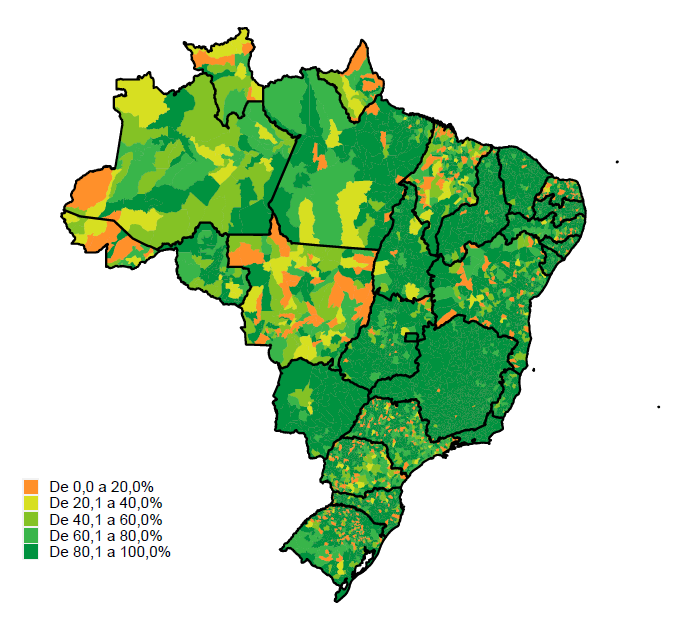 De 0,0 a 20,0%
De 20,1 a 40,0%
De 40,1 a 60,0%
De 60,1 a 80,0%
De 80,1 a 100,0%